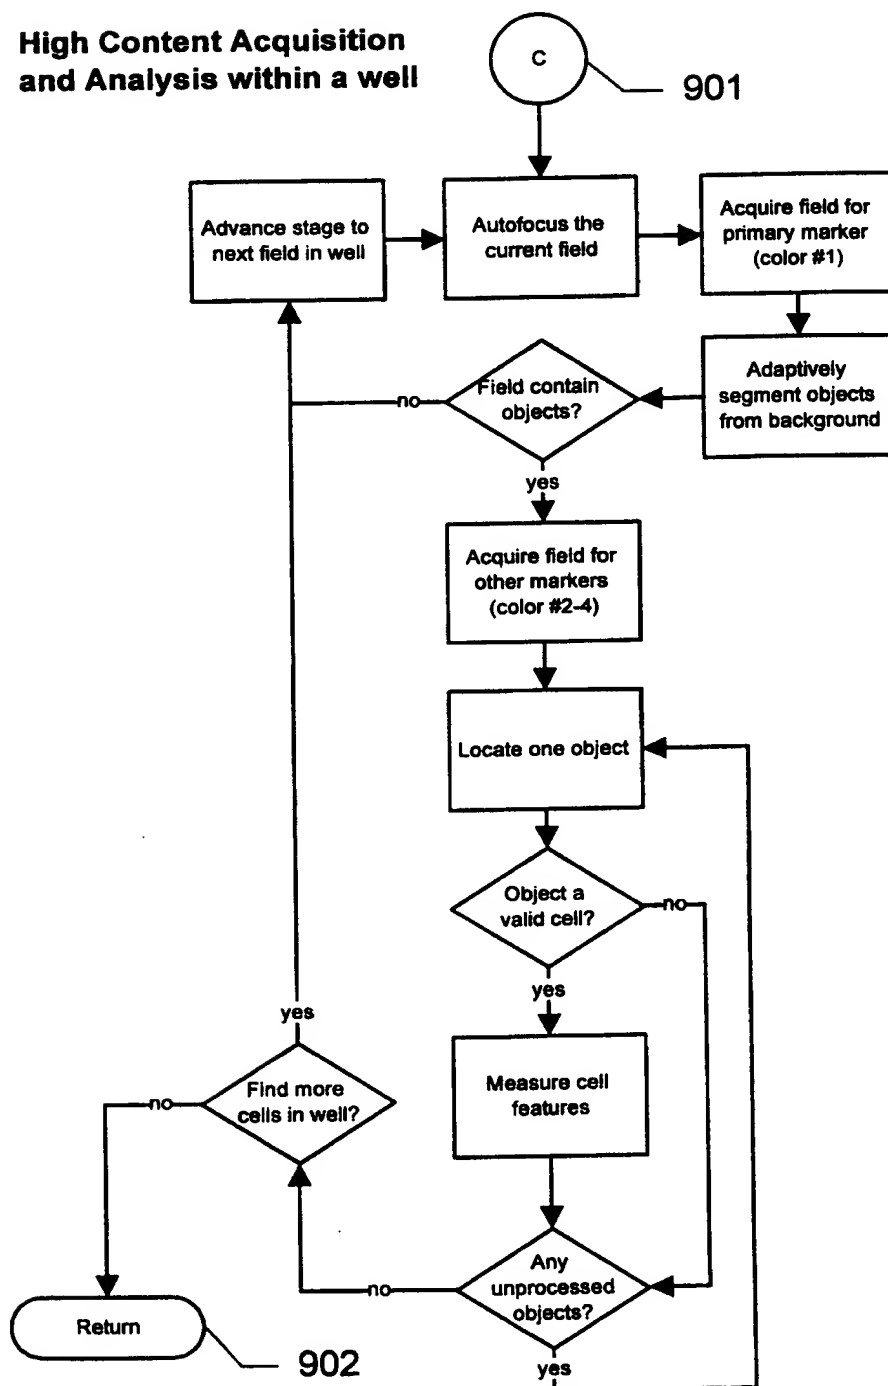 High Content Acquisition
and Analysis within a well
C
901
Advance stage to
next field in well
Autofocus the
current field
Acquire field for
primary marker
(color #1)
Adaptively
segment objects
from background
Field contain
objects?
no
yes
Acquire field for
other markers
(color #2-4)
Locate one object
Object a
valid cell?
no
yes
Measure cell
features
yes
Find more
cells in well?
no
Any
unprocessed
objects?
no
yes
Return
902